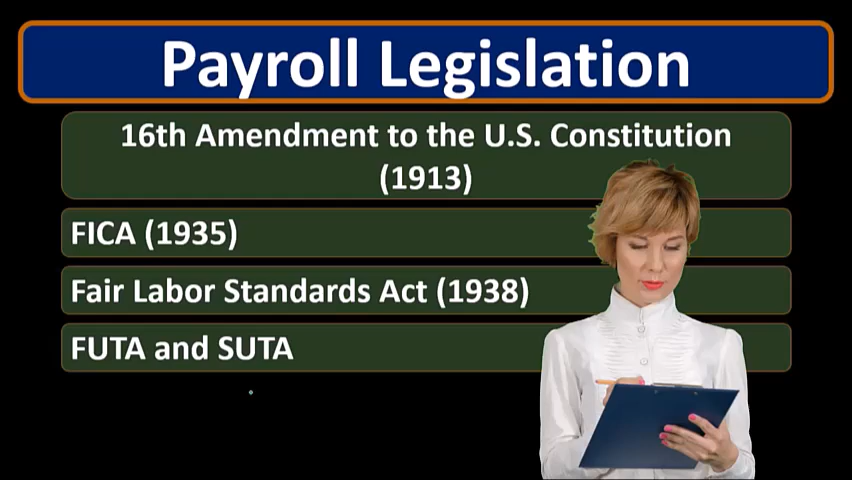 Payroll Legislation
16th Amendment to the U.S. Constitution
(1913)
FICA (1935)
Fair Labor Standards Act (1938)
FUTA and SUTA